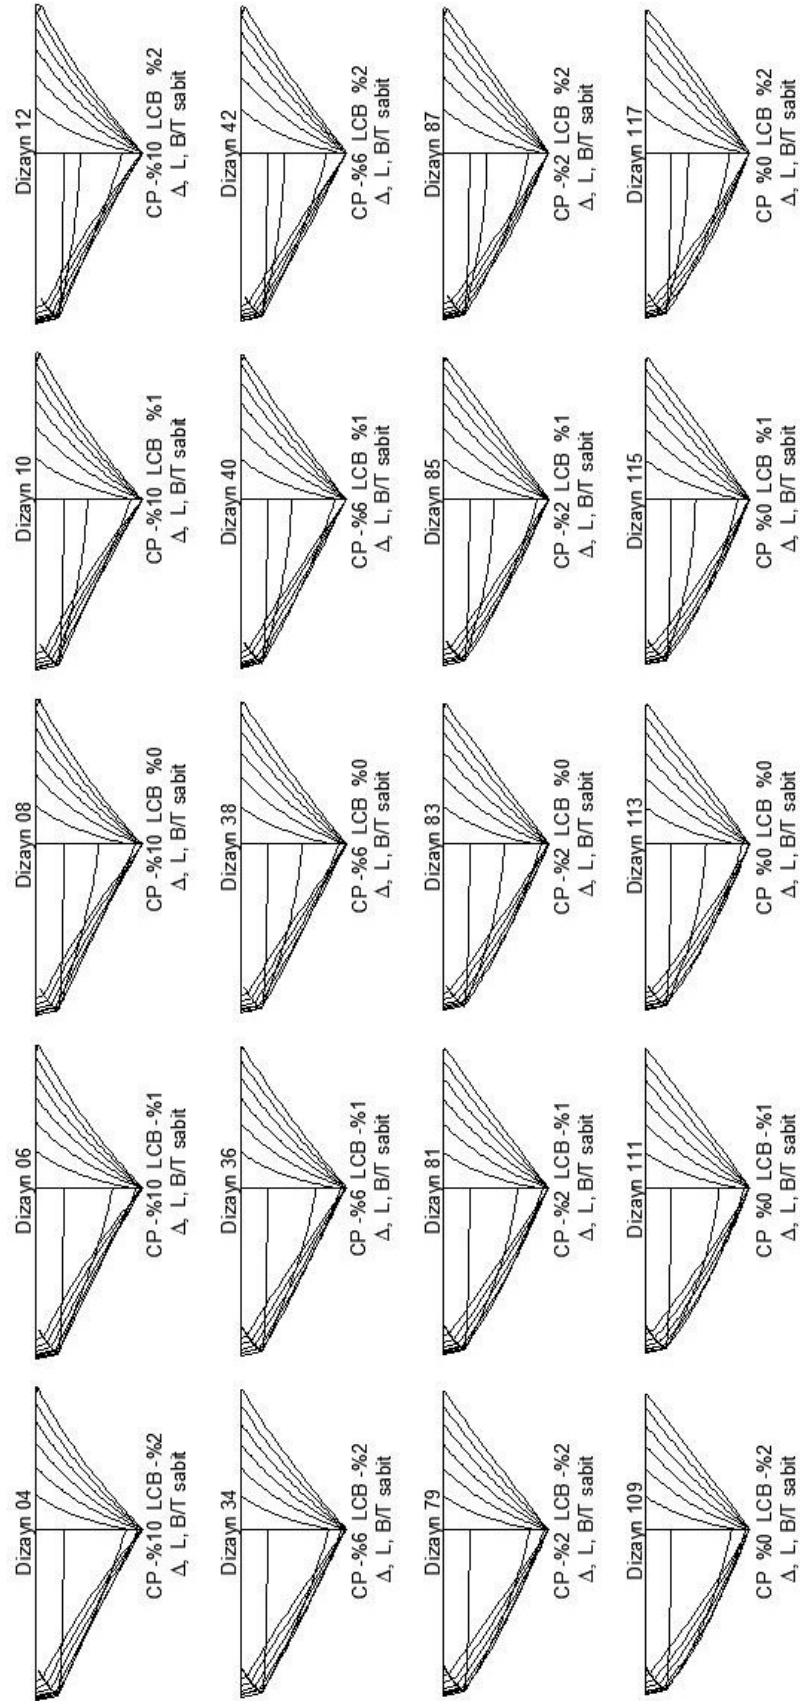 Dizayn 04
CP -%10 LCB -%2
Δ, L, B/T sabit
Dizayn 06
CP -%10 LCB -%1
Δ, L, B/T sabit
Dizayn 08
CP -%10 LCB %0
Δ, L, B/T sabit
Dizayn 10
CP -%10 LCB %1
Δ, L, B/T sabit
Dizayn 12
CP -%10 LCB %2
Δ, L, B/T sabit
Dizayn 34
CP -%6 LCB -%2
Δ, L, B/T sabit
Dizayn 36
CP -%6 LCB -%1
Δ, L, B/T sabit
Dizayn 38
CP -%6 LCB %0
Δ, L, B/T sabit
Dizayn 40
CP -%6 LCB %1
Δ, L, B/T sabit
Dizayn 42
CP -%6 LCB %2
Δ, L, B/T sabit
Dizayn 79
CP -%2 LCB -%2
Δ, L, B/T sabit
Dizayn 81
CP -%2 LCB -%1
Δ, L, B/T sabit
Dizayn 83
CP -%2 LCB %0
Δ, L, B/T sabit
Dizayn 85
CP -%2 LCB %1
Δ, L, B/T sabit
Dizayn 87
CP -%2 LCB %2
Δ, L, B/T sabit
Dizayn 109
CP %0 LCB -%2
Δ, L, B/T sabit
Dizayn 111
CP %0 LCB -%1
Δ, L, B/T sabit
Dizayn 113
CP %0 LCB %0
Δ, L, B/T sabit
Dizayn 115
CP %0 LCB %1
Δ, L, B/T sabit
Dizayn 117
CP %0 LCB %2
Δ, L, B/T sabit